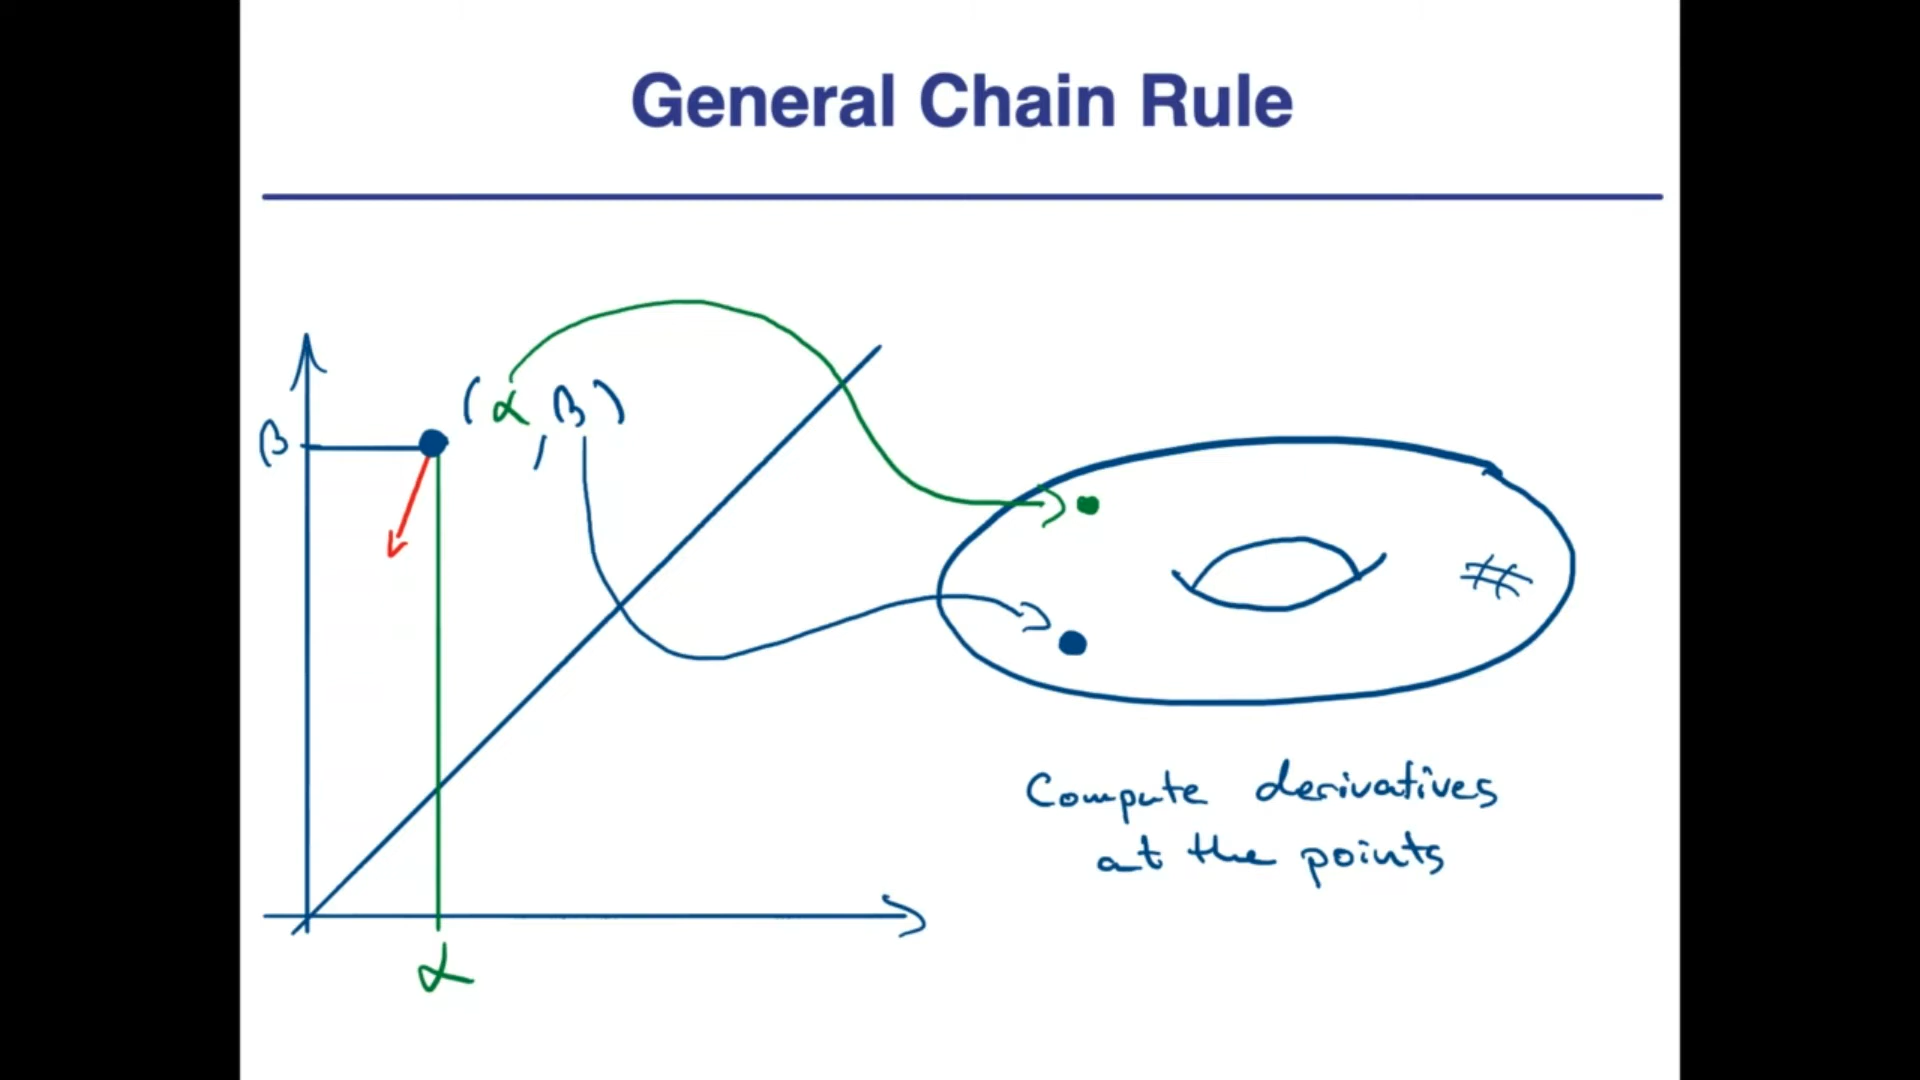 General Chain Rule
(α, β)
β
Compute derivatives
at the points
α